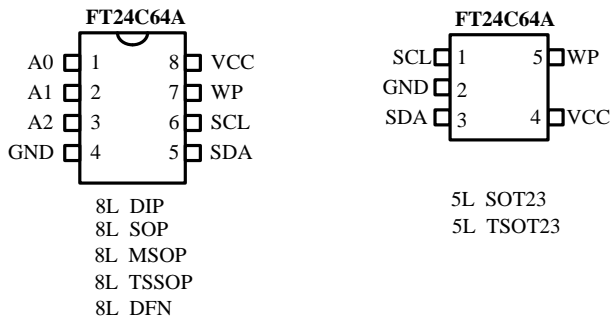 FT24C64A
A0 1 8 VCC
A1 2 7 WP
A2 3 6 SCL
GND 4 5 SDA
8L DIP
8L SOP
8L MSOP
8L TSSOP
8L DFN
FT24C64A
SCL 1 5 WP
GND 2
SDA 3 4 VCC
5L SOT23
5L TSOT23